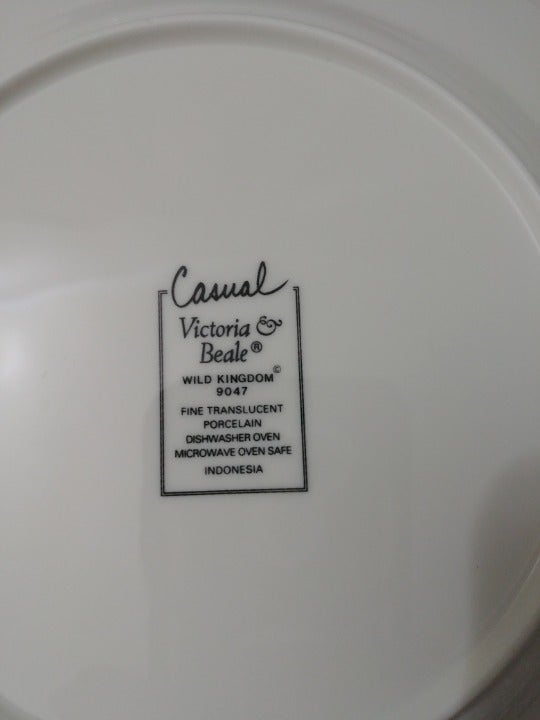 Casual
Victoria &
Beale®
WILD KINGDOM©
9047
FINE TRANSLUCENT
PORCELAIN
DISHWASHER OVEN
MICROWAVE OVEN SAFE
INDONESIA